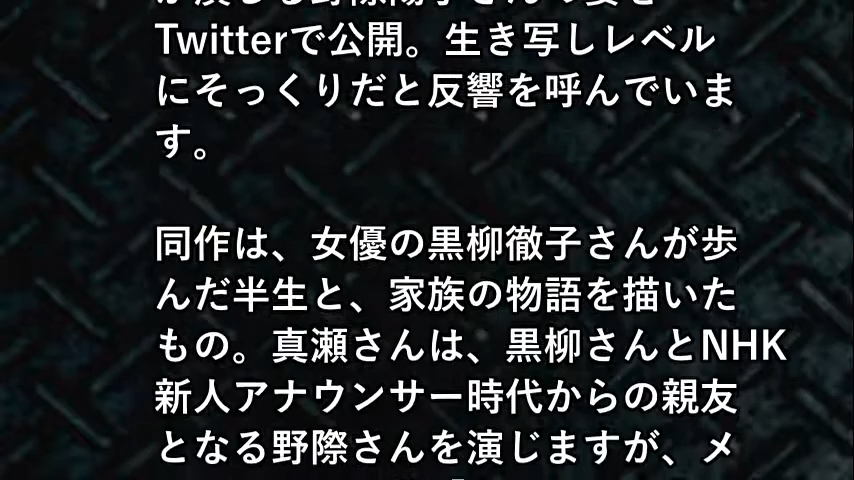 Twitterで公開。生き写しレベル
にそっくりだと反響を呼んでいま
す。
同作は、女優の黒柳徹子さんが歩
んだ半生と、家族の物語を描いた
もの。真瀬さんは、黒柳さんとNHK
新人アナウンサー時代からの親友
となる野際さんを演じますが、メ